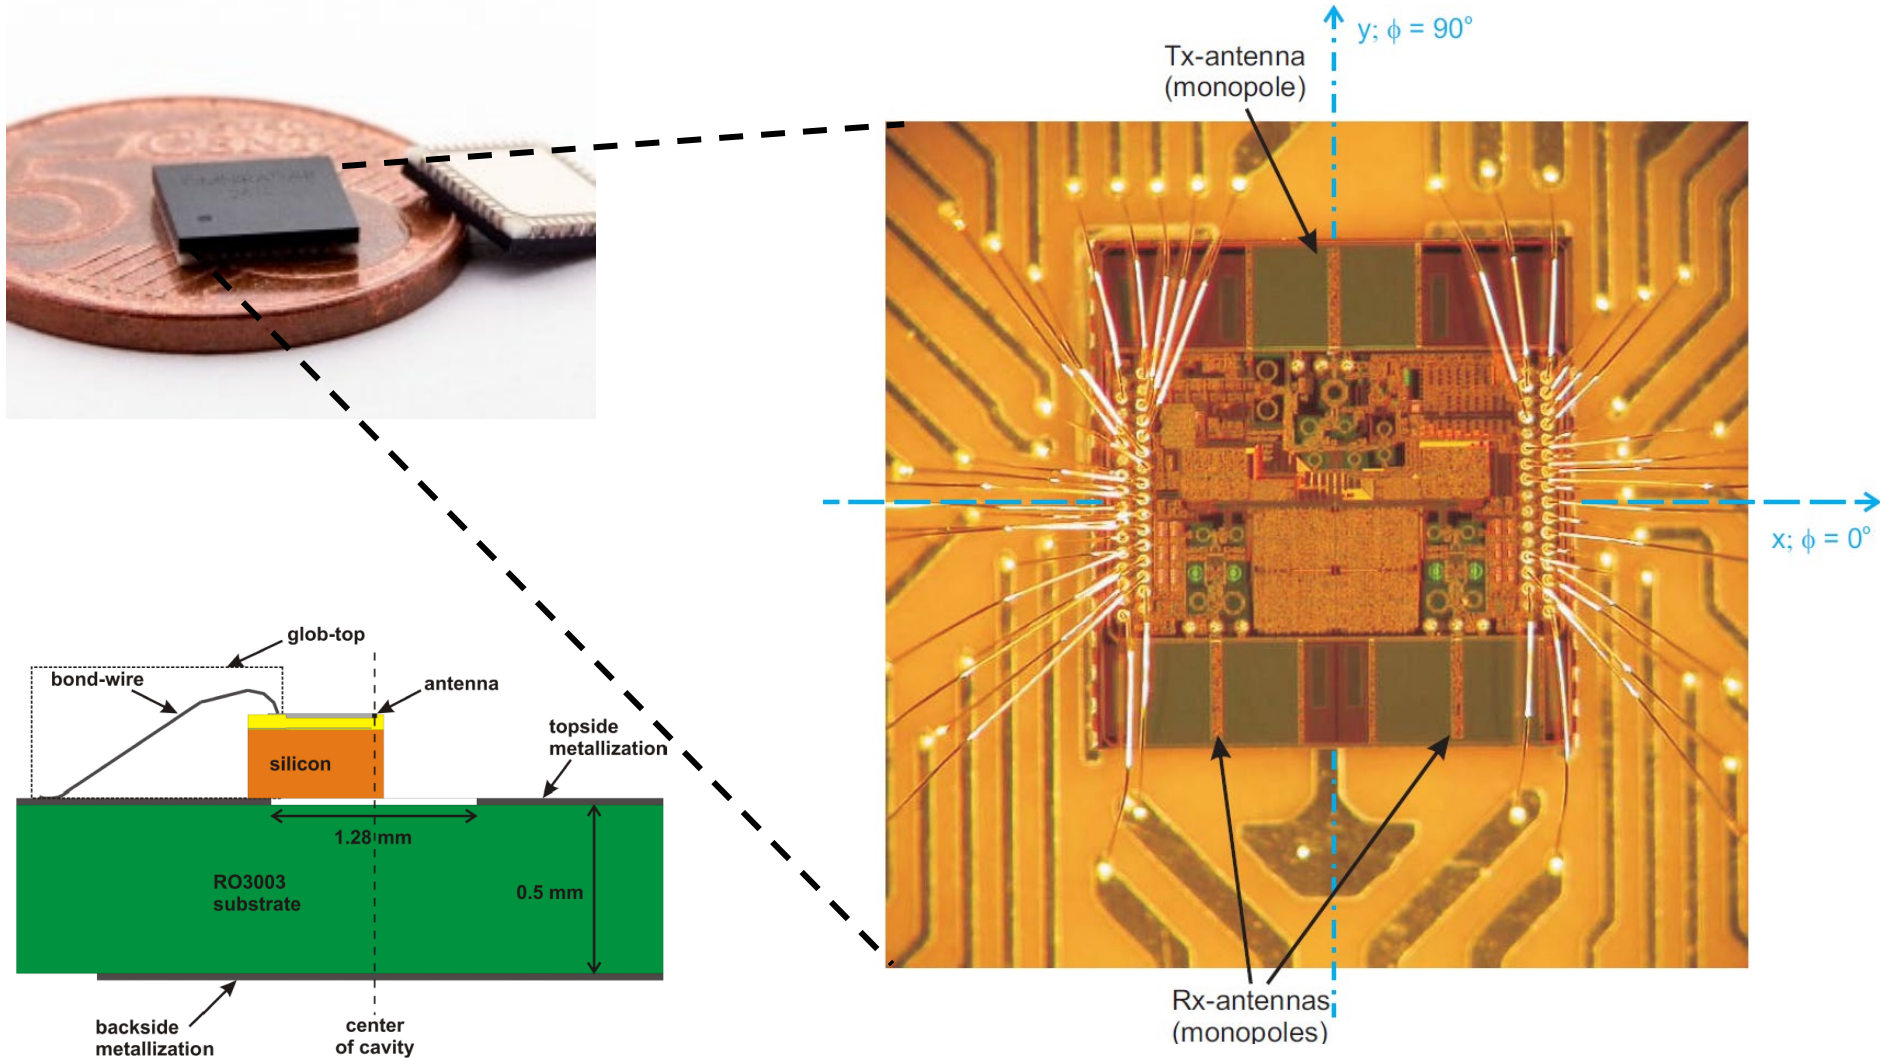 5
Tx-antenna
(monopole)
y; ϕ = 90°
x; ϕ = 0°
Rx-antennas
(monopoles)
glob-top
bond-wire
antenna
topside
metallization
silicon
1.28 mm
RO3003
substrate
0.5 mm
backside
metallization
center
of cavity